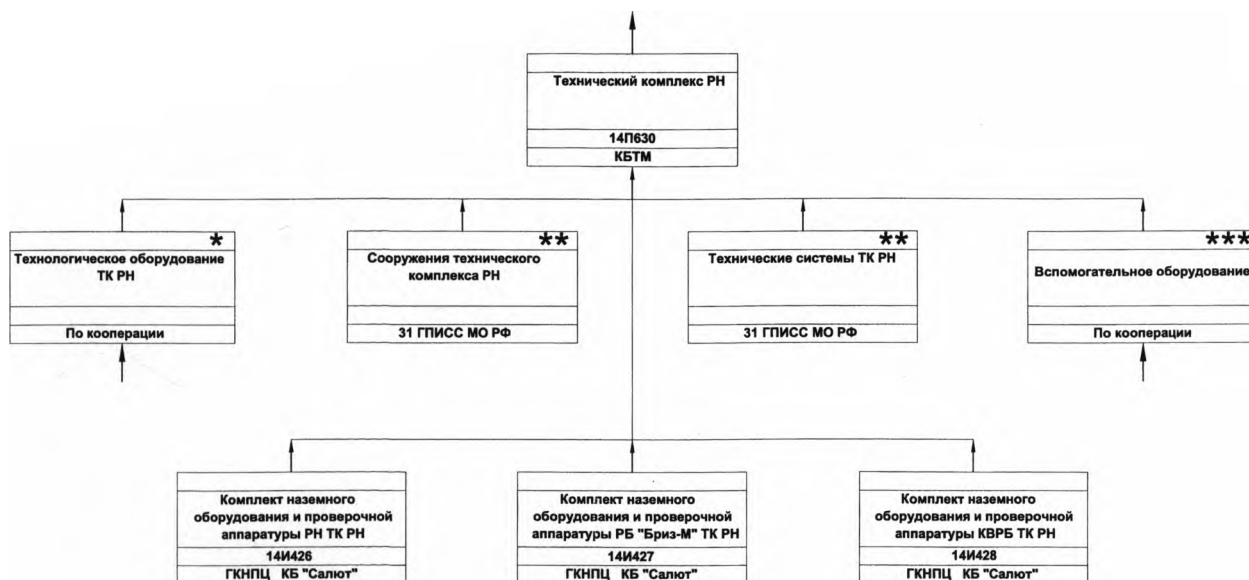 Технический комплекс РН
14П630
КБТМ
*
Технологическое оборудование
ТК РН
По кооперации
**
Сооружения технического
комплекса РН
31 ГПИСС МО РФ
**
Технические системы ТК РН
31 ГПИСС МО РФ
***
Вспомогательное оборудование
По кооперации
Комплект наземного
оборудования и проверочной
аппаратуры РН ТК РН
14И426
ГКНПЦ КБ "Салют"
Комплект наземного
оборудования и проверочной
аппаратуры РБ "Бриз-М" ТК РН
14И427
ГКНПЦ КБ "Салют"
Комплект наземного
оборудования и проверочной
аппаратуры КВРБ ТК РН
14И428
ГКНПЦ КБ "Салют"